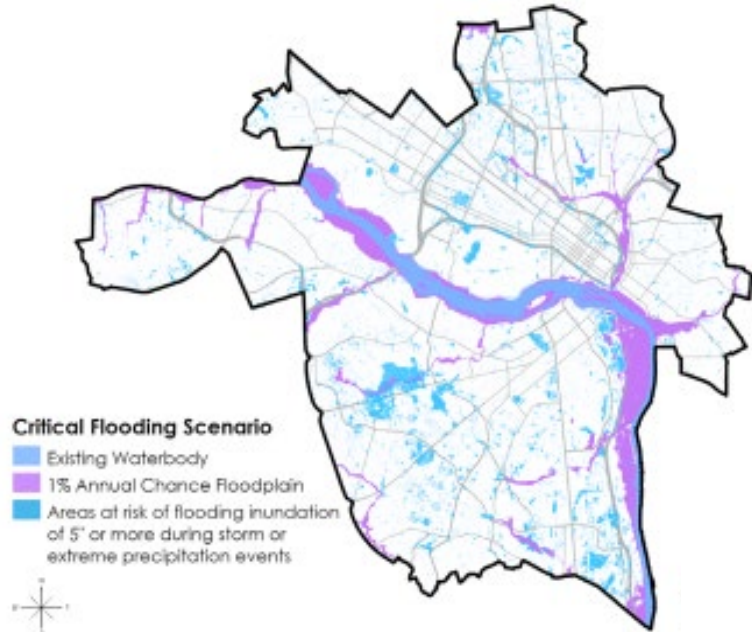 Critical Flooding Scenario
Existing Waterbody
1% Annual Chance Floodplain
Areas at risk of flooding inundation
of 5" or more during storm or
extreme precipitation events